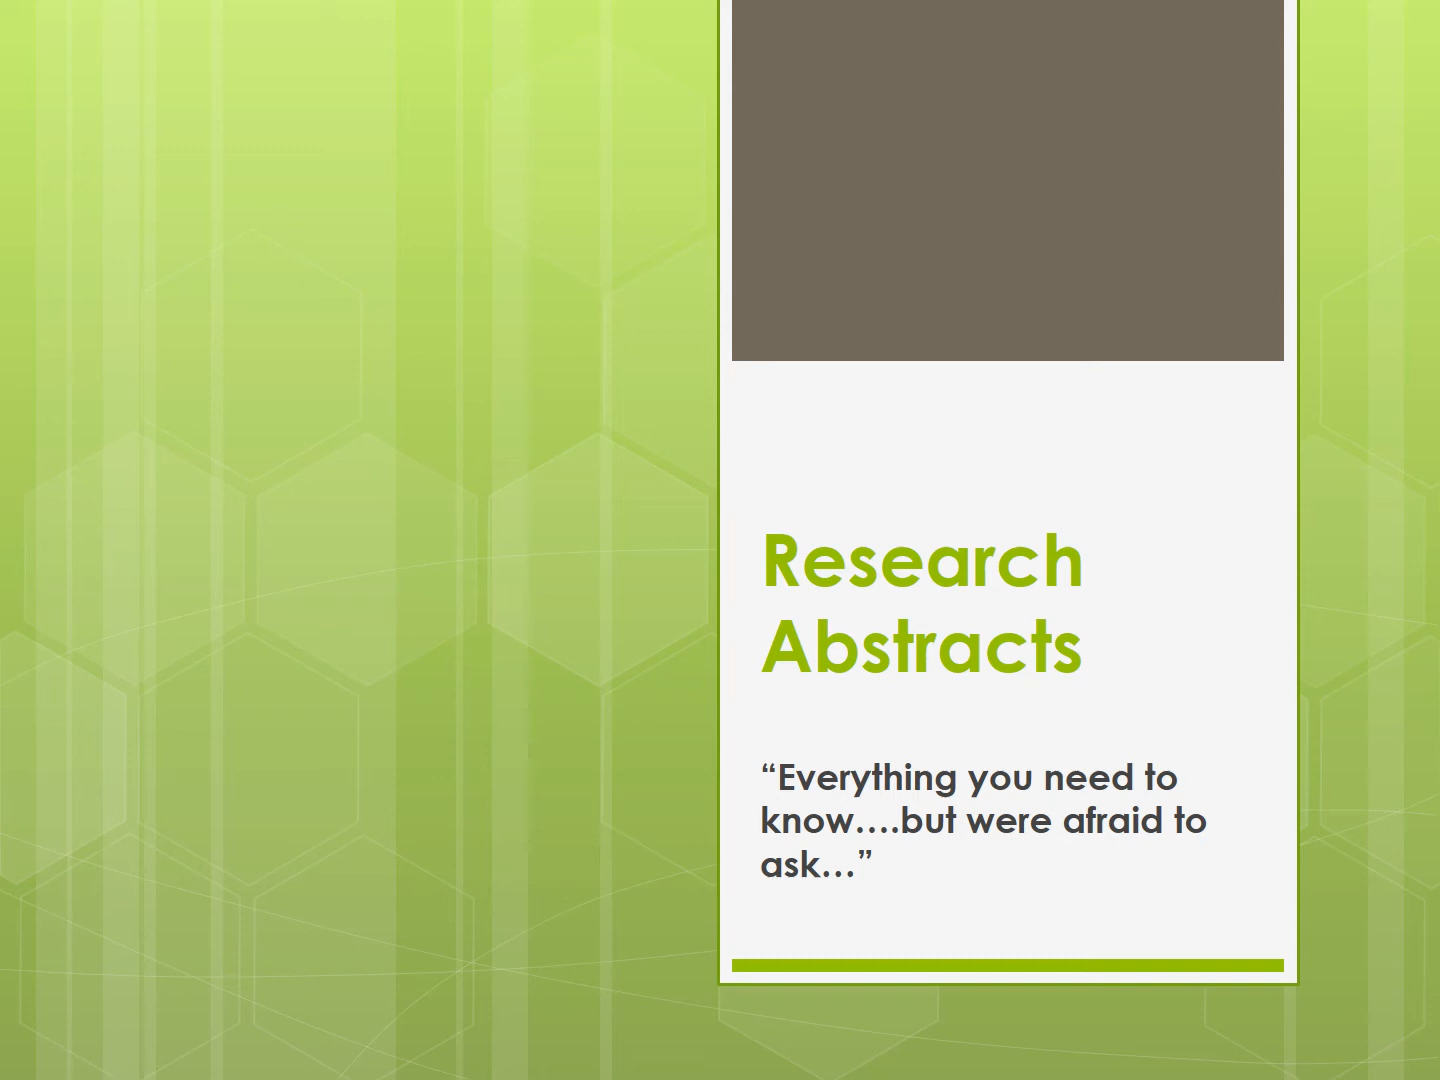 Research
Abstracts
“Everything you need to
know….but were afraid to
ask…”